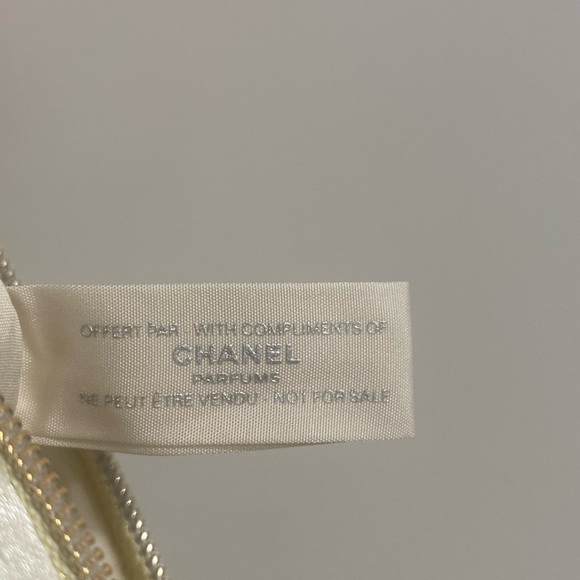 OFFERT PAR - WITH COMPLIMENTS OF
CHANEL
PARFUMS
NE PEUT ÊTRE VENDU - NOT FOR SALE